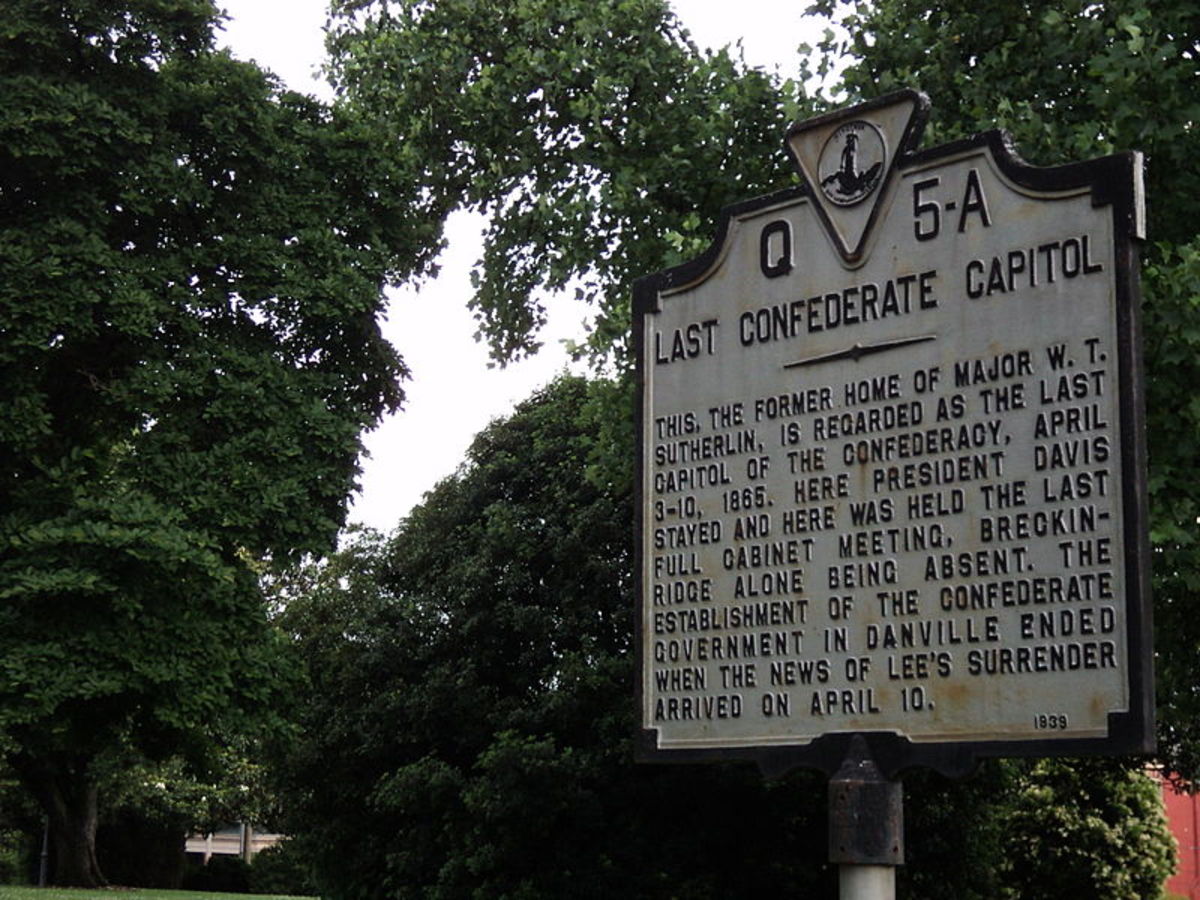 Q 5-A
LAST CONFEDERATE CAPITOL
THIS, THE FORMER HOME OF MAJOR W. T.
SUTHERLIN, IS REGARDED AS THE LAST
CAPITOL OF THE CONFEDERACY, APRIL
3-10, 1865. HERE PRESIDENT DAVIS
STAYED AND HERE WAS HELD THE LAST
FULL CABINET MEETING, BRECKIN-
RIDGE ALONE BEING ABSENT. THE
ESTABLISHMENT OF THE CONFEDERATE
GOVERNMENT IN DANVILLE ENDED
WHEN THE NEWS OF LEE'S SURRENDER
ARRIVED ON APRIL 10.
1939